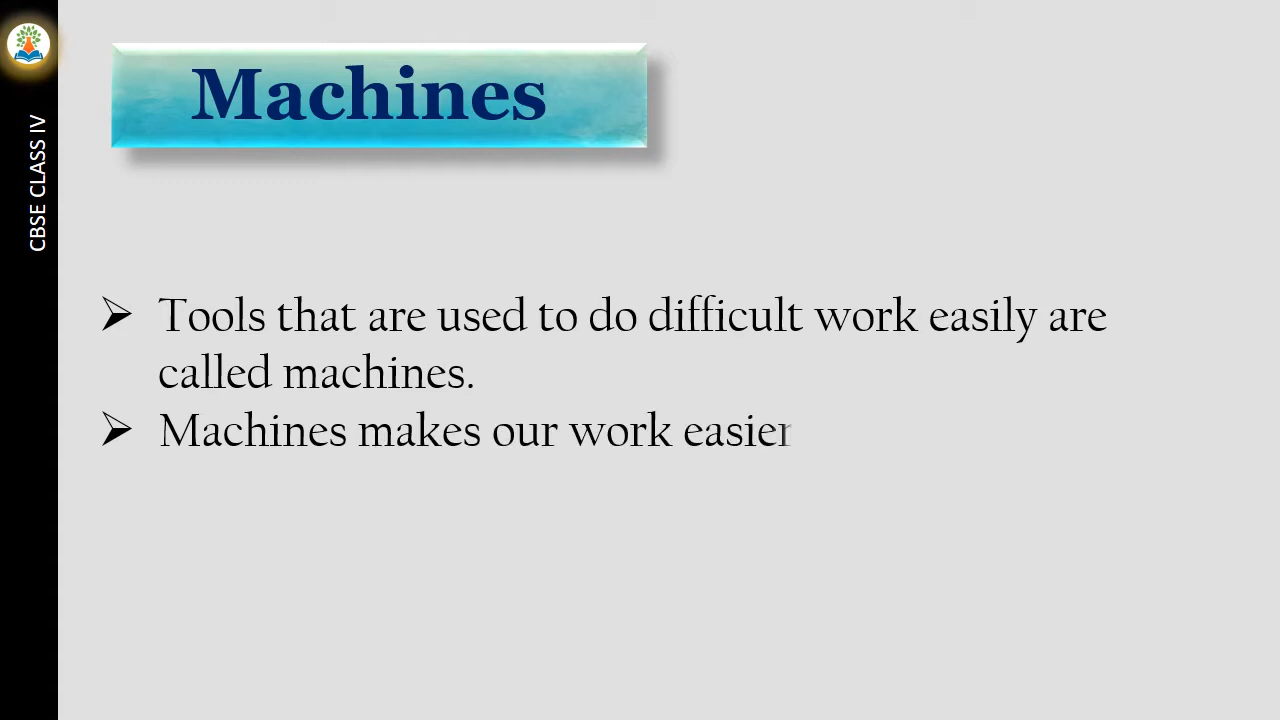 Machines
CBSE CLASS IV
➢ Tools that are used to do difficult work easily are
called machines.
➢ Machines makes our work easier